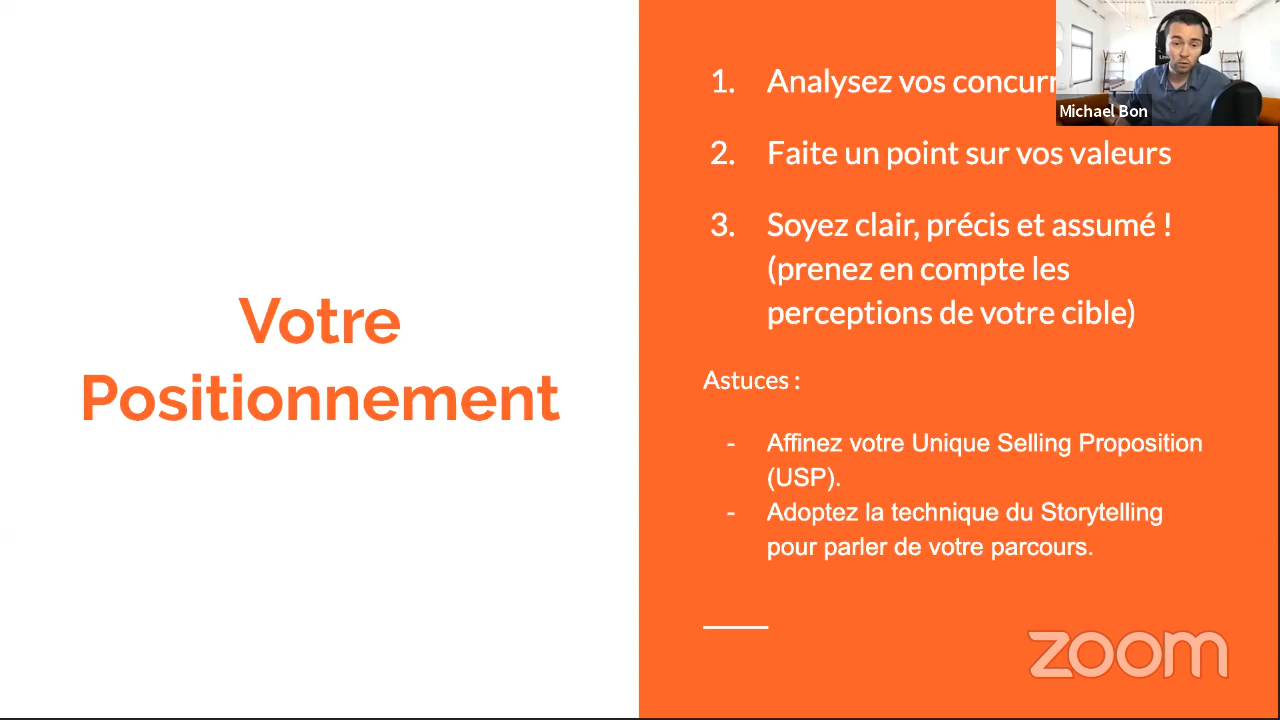 Votre
Positionnement
1. Analysez vos
2. Faite un point sur vos valeurs
3. Soyez clair, précis et assumé !
(prenez en compte les
perceptions de votre cible)
Astuces :
- Affinez votre Unique Selling Proposition
(USP).
- Adoptez la technique du Storytelling
pour parler de votre parcours.
Michael Bon
zoom